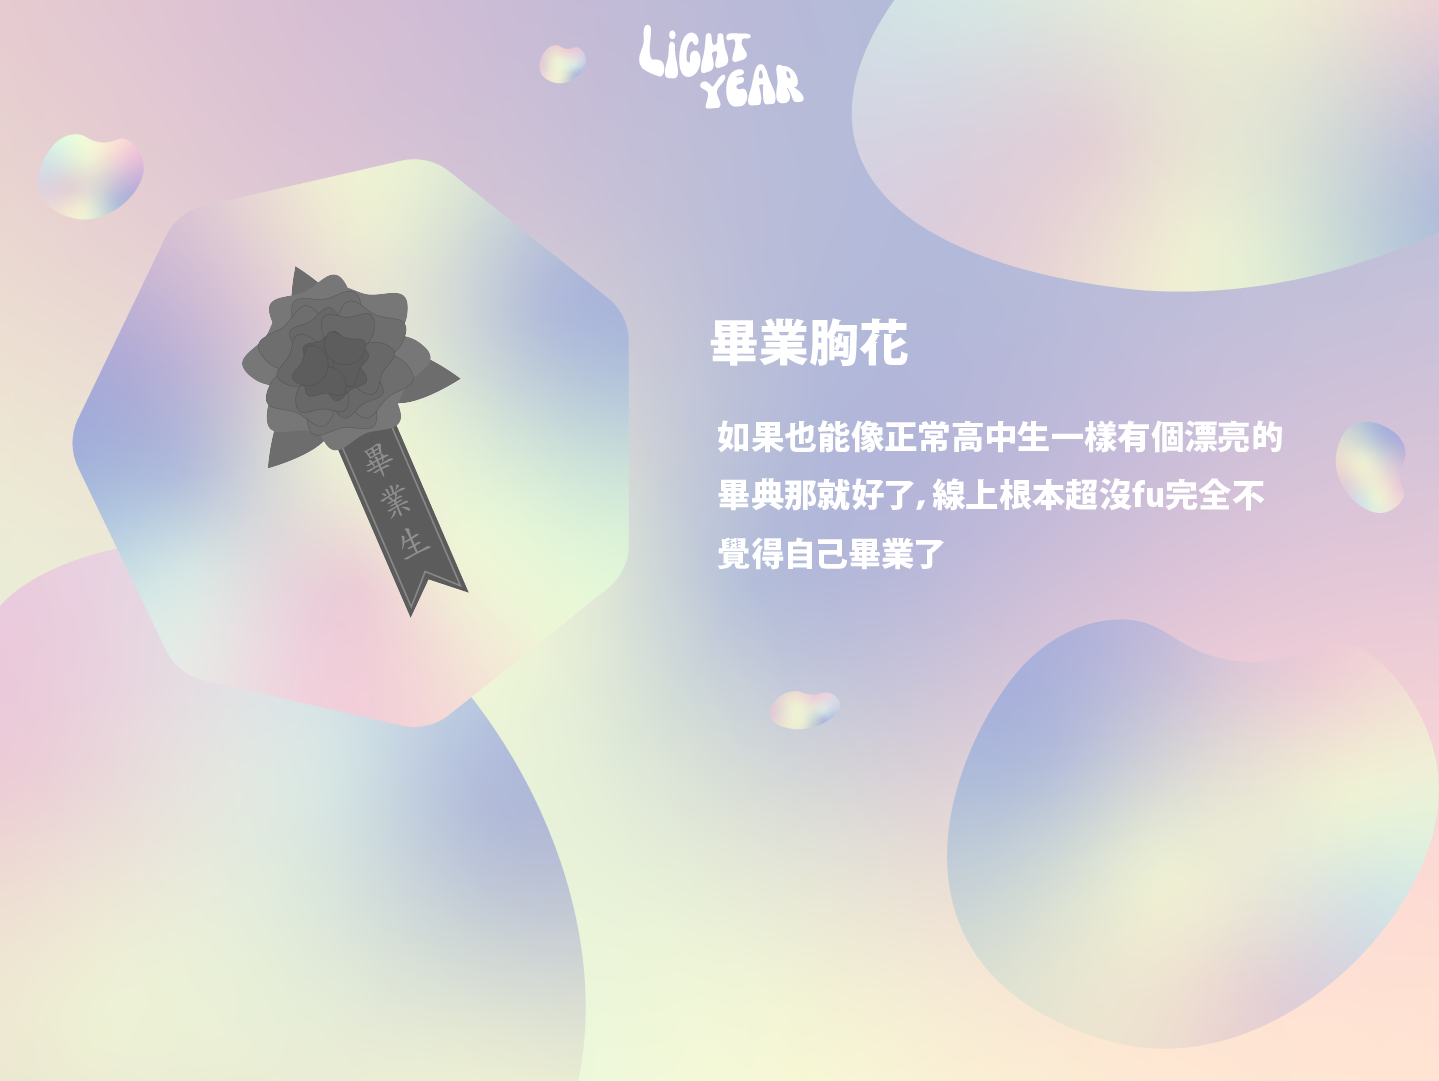 LiGHT
YEAR
畢業胸花
如果也能像正常高中生一樣有個漂亮的
畢典那就好了, 線上根本超沒fu完全不
覺得自己畢業了
畢業生